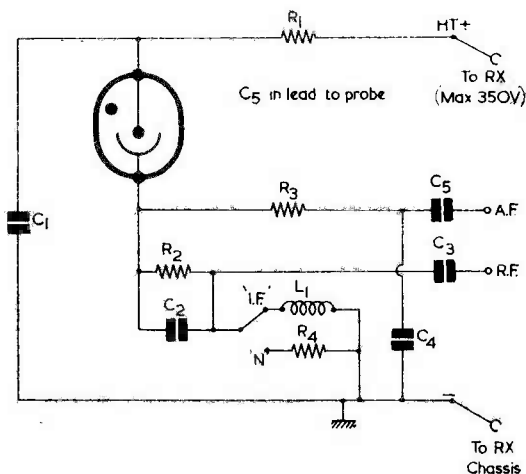 R1
HT+
To RX
(Max 350V)
C5 in lead to probe
R3
C5
A.F.
C1
R2
C3
R.F.
C2
'I.F.'
L1
'N'
R4
C4
To RX
Chassis